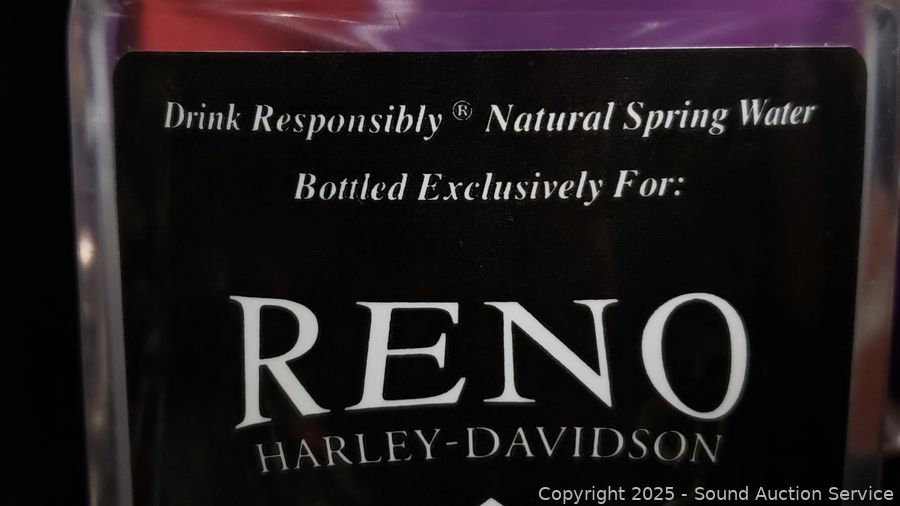 Drink Responsibly ® Natural Spring Water
Bottled Exclusively For:
RENO
HARLEY-DAVIDSON
Copyright 2025 - Sound Auction Service